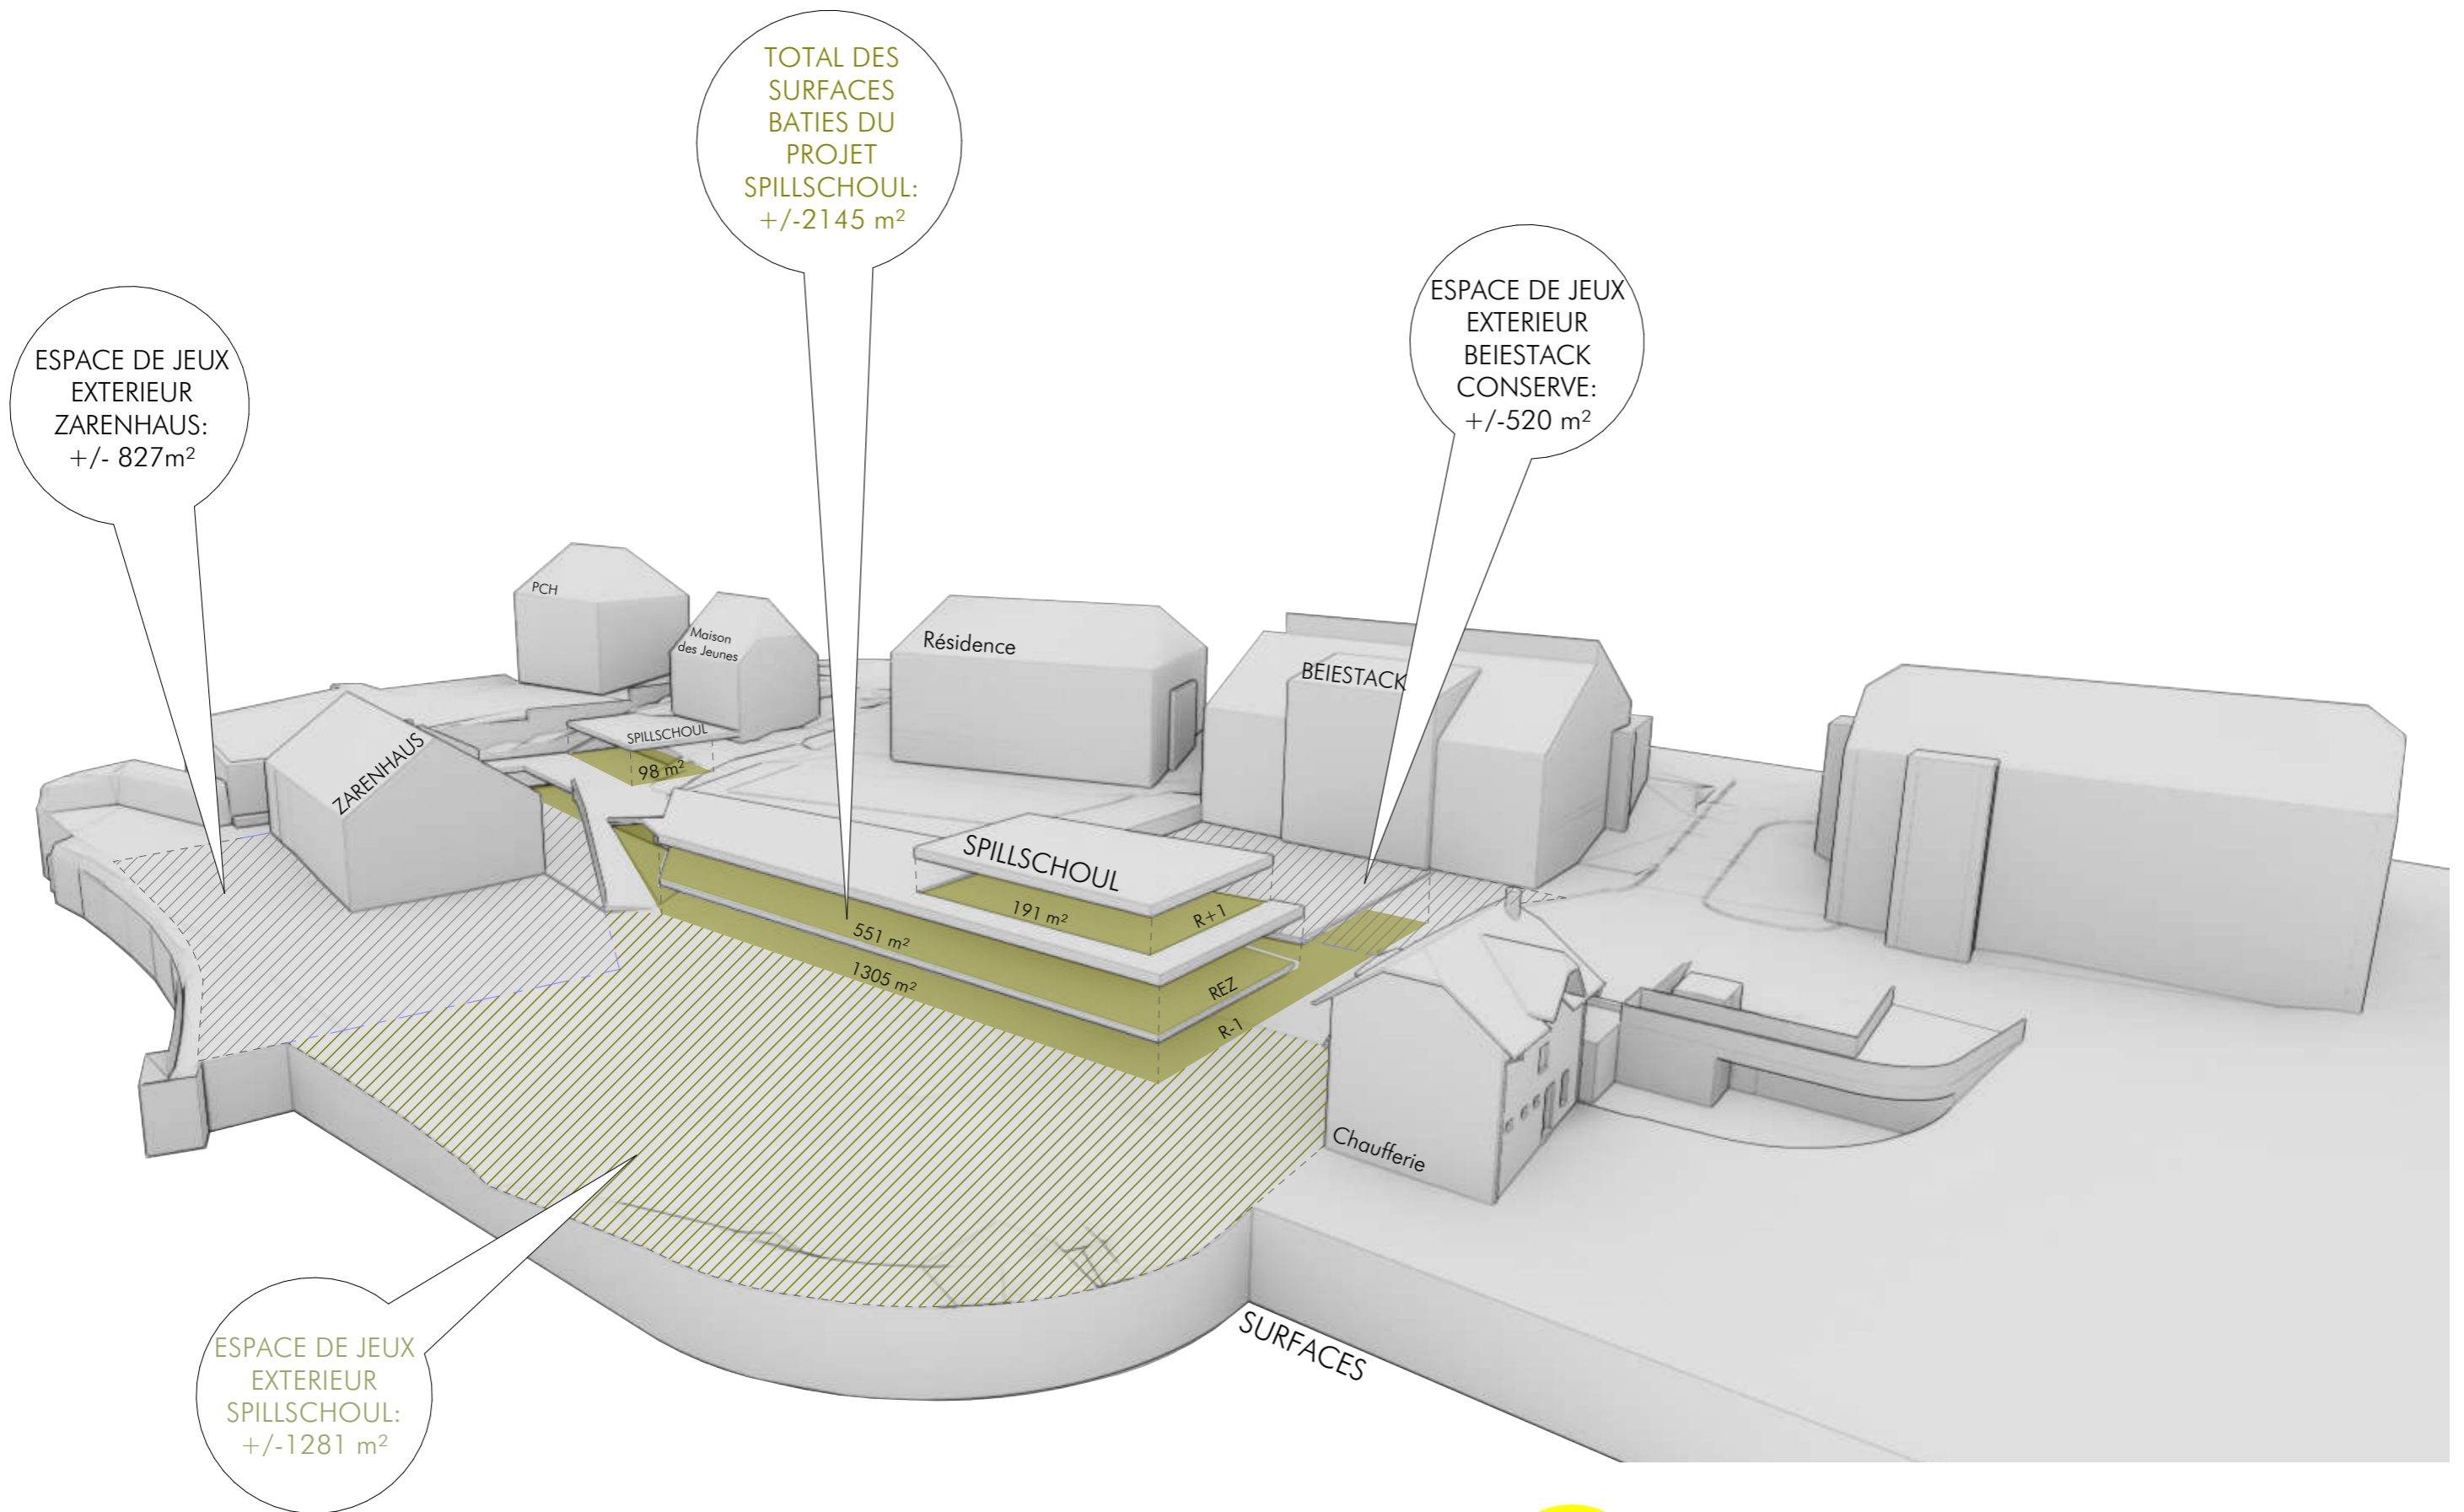 TOTAL DES
SURFACES
BATIES DU
PROJET
SPILLSCHOUL:
+/-2145 m²
ESPACE DE JEUX
EXTERIEUR
BEIESTACK
CONSERVE:
+/-520 m²
ESPACE DE JEUX
EXTERIEUR
ZARENHAUS:
+/- 827m²
PCH
Maison
des Jeunes
Résidence
BEIESTACK
ZARENHAUS
SPILLSCHOUL
98 m²
SPILLSCHOUL
191 m²
R+1
551 m²
REZ
1305 m²
R-1
Chaufferie
SURFACES
ESPACE DE JEUX
EXTERIEUR
SPILLSCHOUL:
+/-1281 m²